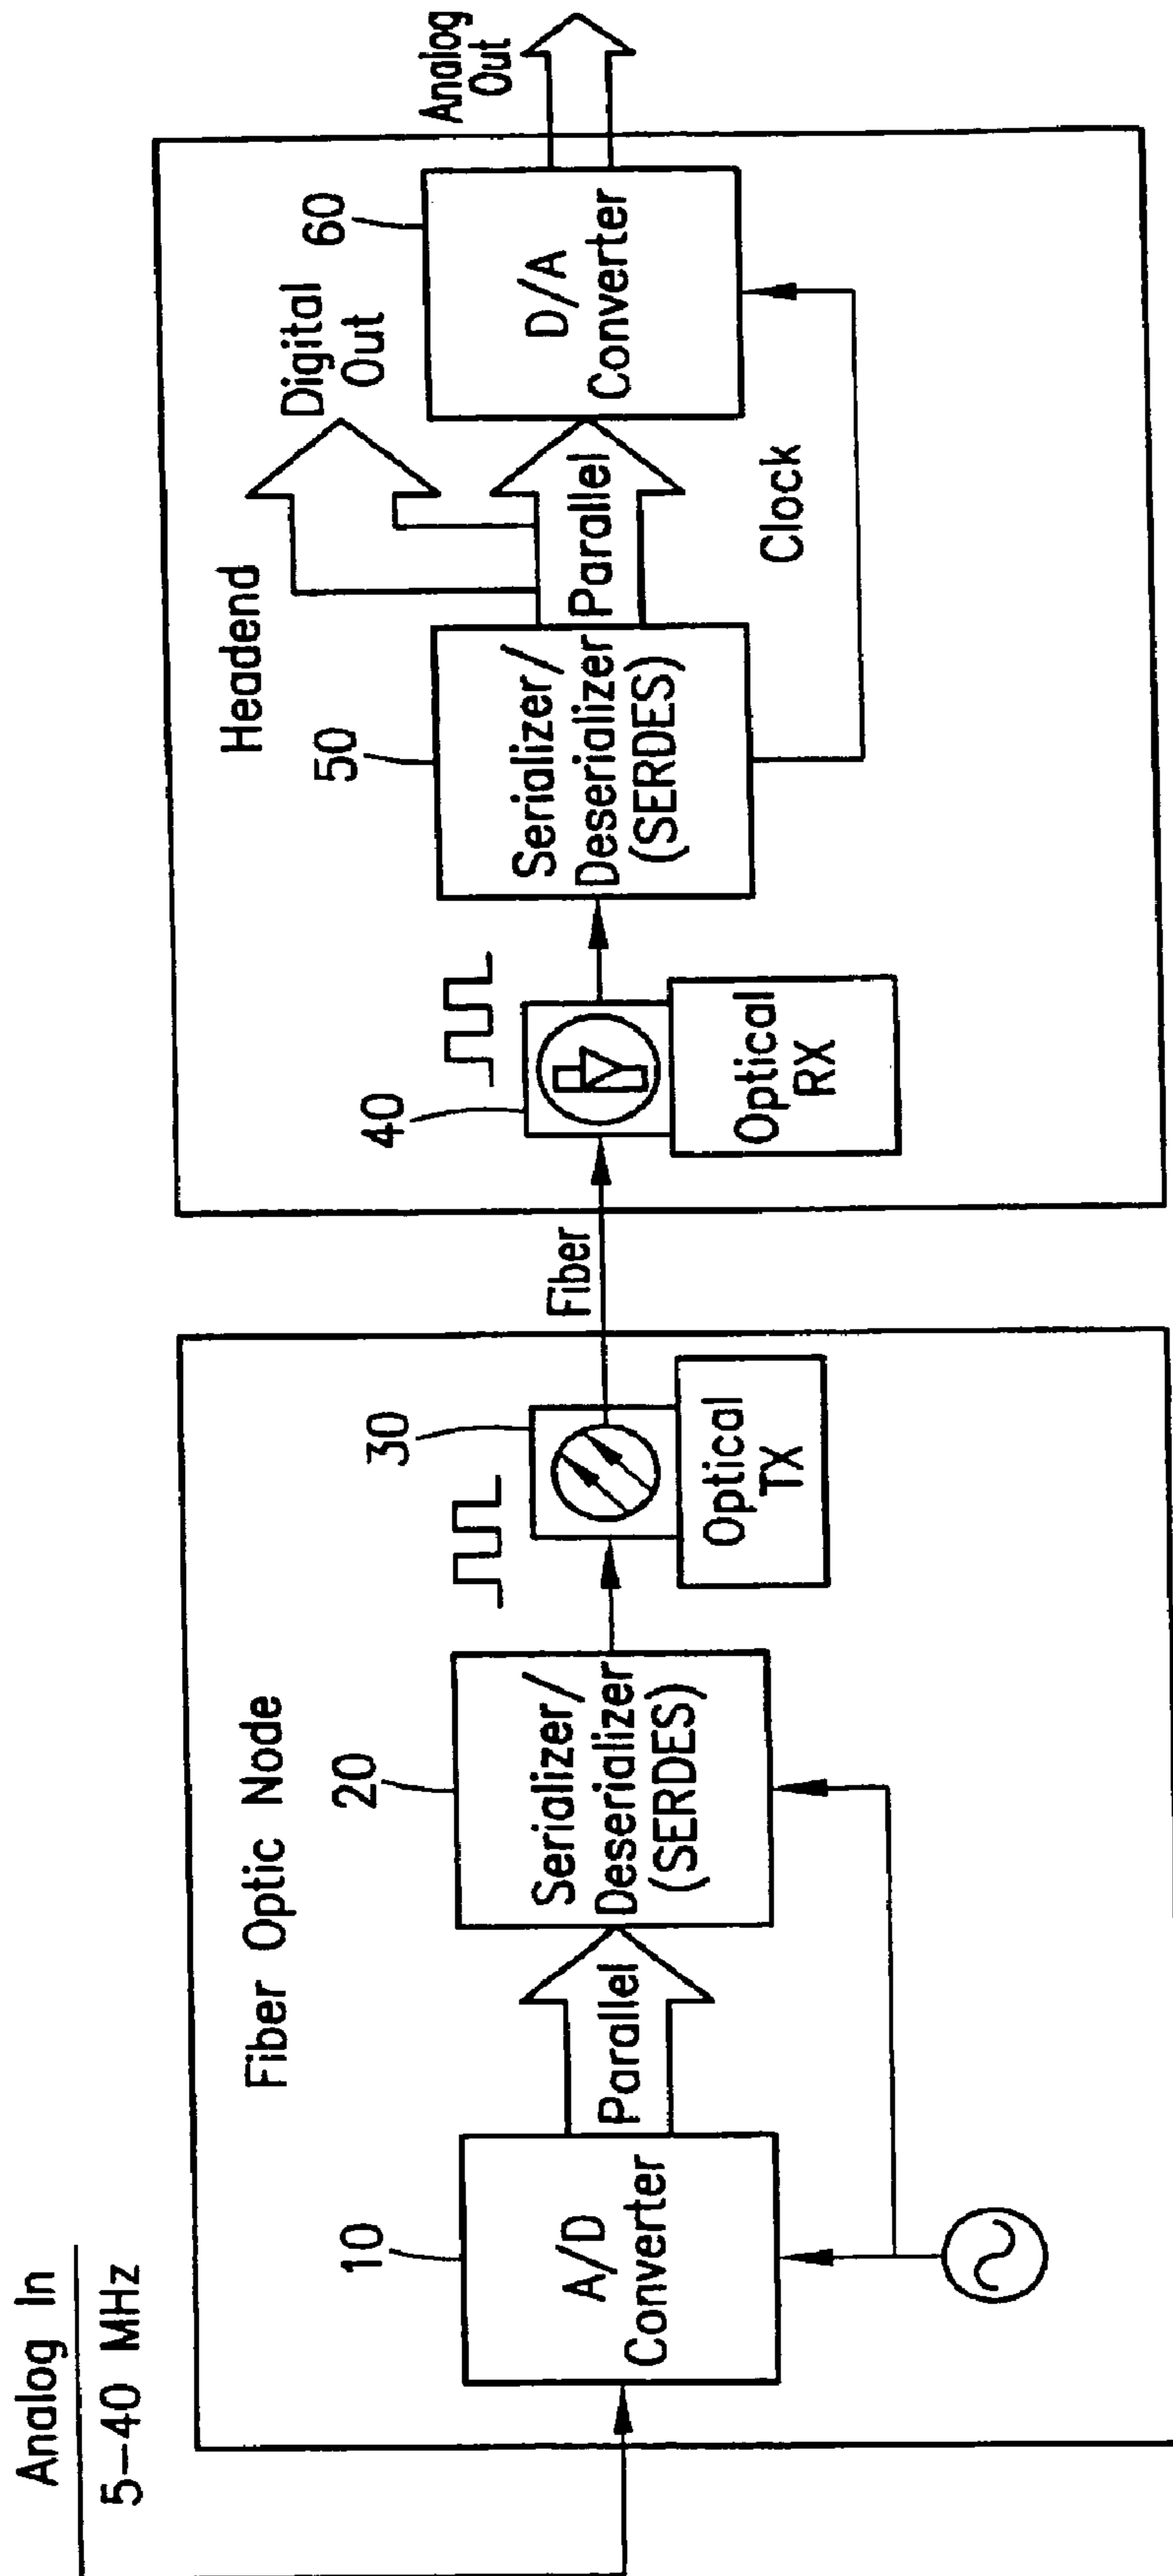 Analog In
5-40 MHz
Fiber Optic Node
10
A/D
Converter
Parallel
20
Serializer/
Deserializer
(SERDES)
30
Optical
TX
Fiber
Headend
40
Optical
RX
50
Serializer/
Deserializer
(SERDES)
Parallel
Digital
Out
Clock
60
D/A
Converter
Analog
Out